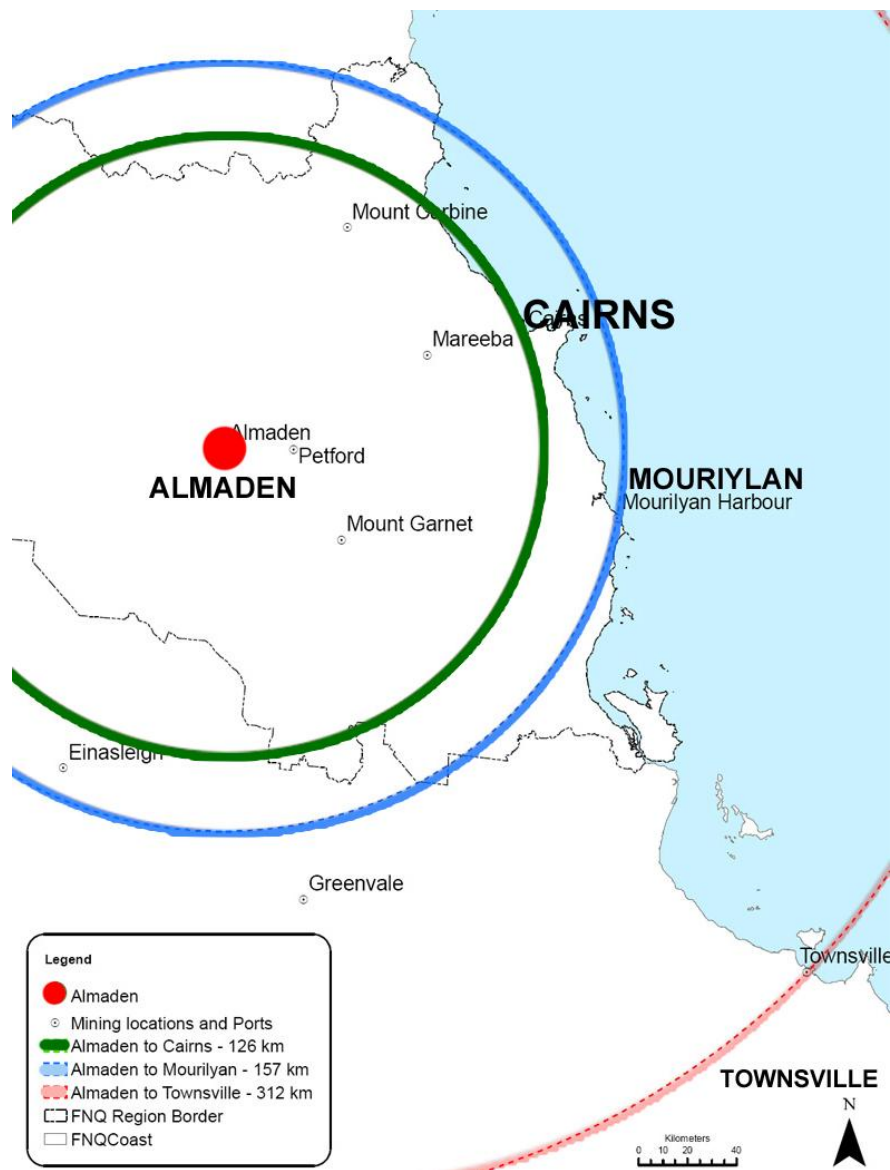 Mount Carbine
CAIRNS
Cairns
Mareeba
Almaden
Petford
ALMADEN
MOURIYLAN
Mourilyan Harbour
Mount Garnet
Einasleigh
Greenvale
Townsville
TOWNSVILLE
Legend
Almaden
Mining locations and Ports
Almaden to Cairns - 126 km
Almaden to Mourilyan - 157 km
Almaden to Townsville - 312 km
FNQ Region Border
FNQCoast
Kilometers
0 10 20 40
N